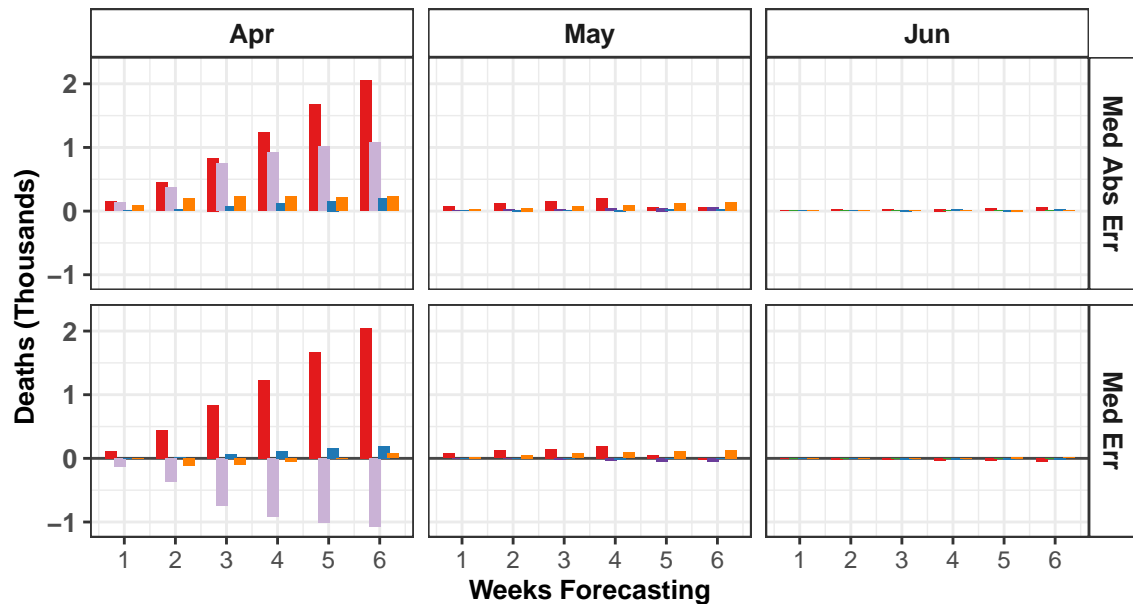 Apr May Jun
2
1
0
−1
Med Abs Err
Deaths (Thousands)
2
1
0
−1
Med Err
1 2 3 4 5 6 1 2 3 4 5 6 1 2 3 4 5 6
Weeks Forecasting